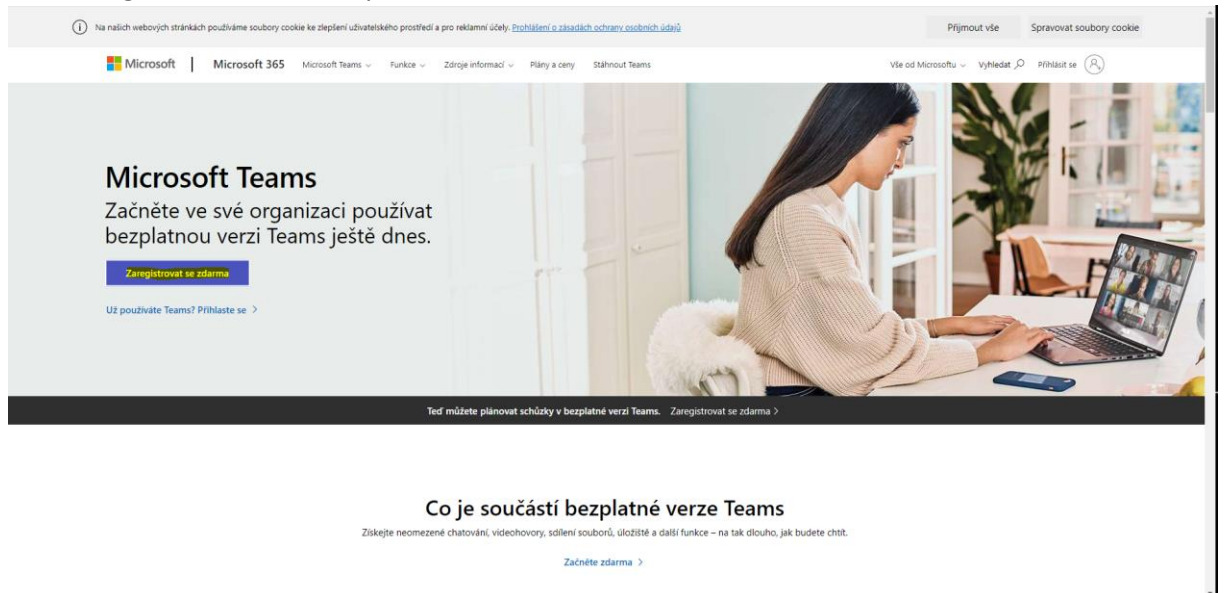 Na našich webových stránkách používáme soubory cookie ke zlepšení uživatelského prostředí a pro reklamní účely. Prohlášení o zásadách ochrany osobních údajů
Přijmout vše
Spravovat soubory cookie
Microsoft
Microsoft 365
Microsoft Teams
Funkce
Zdroje informací
Plány a ceny
Stáhnout Teams
Vše od Microsoftu
Vyhledat
Přihlásit se
Microsoft Teams
Začněte ve své organizaci používat
bezplatnou verzi Teams ještě dnes.
Zaregistrovat se zdarma
Už používáte Teams? Přihlaste se
Teď můžete plánovat schůzky v bezplatné verzi Teams. Zaregistrovat se zdarma
Co je součástí bezplatné verze Teams
Získejte neomezené chatování, videohovory, sdílení souborů, úložiště a další funkce – na tak dlouho, jak budete chtít.
Začněte zdarma